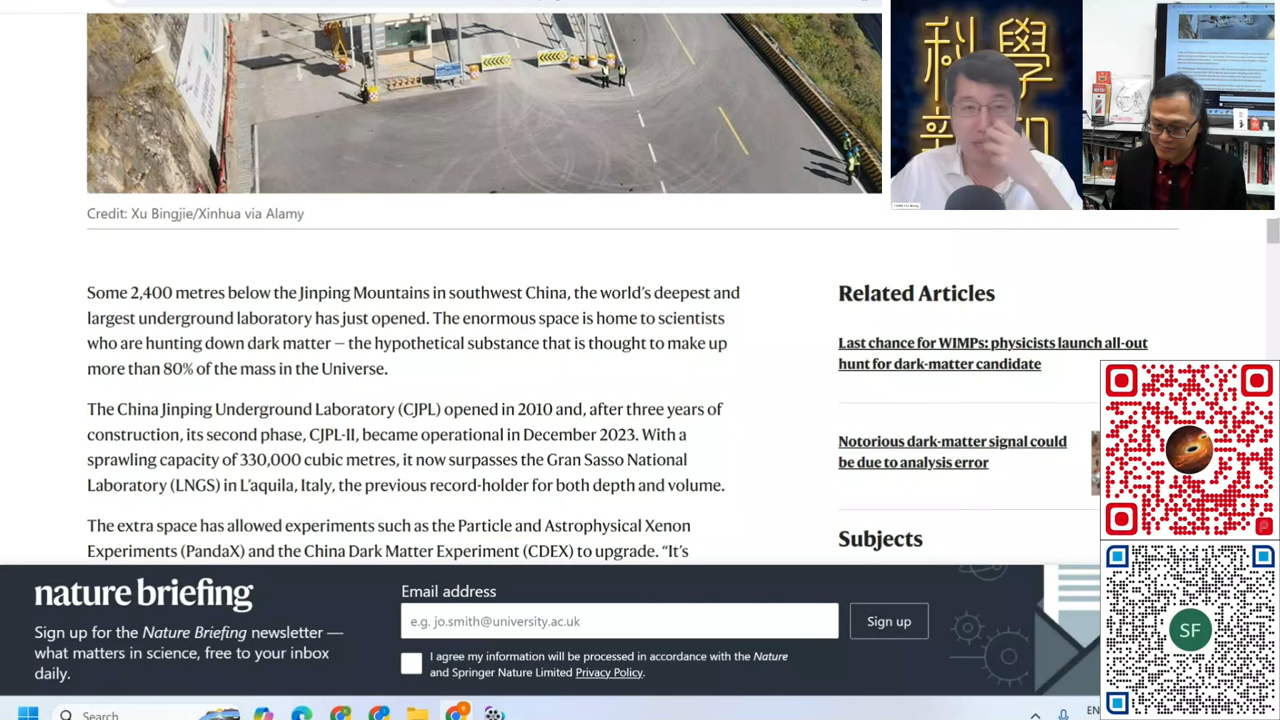 Credit: Xu Bingjie/Xinhua via Alamy
Some 2,400 metres below the Jinping Mountains in southwest China, the world's deepest and
largest underground laboratory has just opened. The enormous space is home to scientists
who are hunting down dark matter — the hypothetical substance that is thought to make up
more than 80% of the mass in the Universe.
The China Jinping Underground Laboratory (CJPL) opened in 2010 and, after three years of
construction, its second phase, CJPL-II, became operational in December 2023. With a
sprawling capacity of 330,000 cubic metres, it now surpasses the Gran Sasso National
Laboratory (LNGS) in L'aquila, Italy, the previous record holder for both depth and volume.
The extra space has allowed experiments such as the Particle and Astrophysical Xenon
Experiments (PandaX) and the China Dark Matter Experiment (CDEX) to upgrade. “It's
Related Articles
Last chance for WIMPs: physicists launch all-out
hunt for dark-matter candidate
Notorious dark-matter signal could
be due to analysis error
Subjects
科學
nature briefing
Sign up for the Nature Briefing newsletter —
what matters in science, free to your inbox
daily.
Email address
e.g. jo.smith@university.ac.uk
Sign up
I agree my information will be processed in accordance with the Nature
and Springer Nature Limited Privacy Policy.
SF
Search
EN